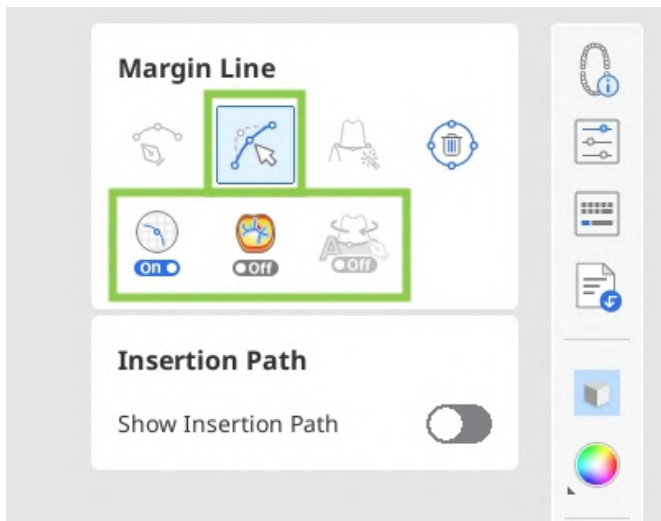 Margin Line
On
Off
Off
Insertion Path
Show Insertion Path